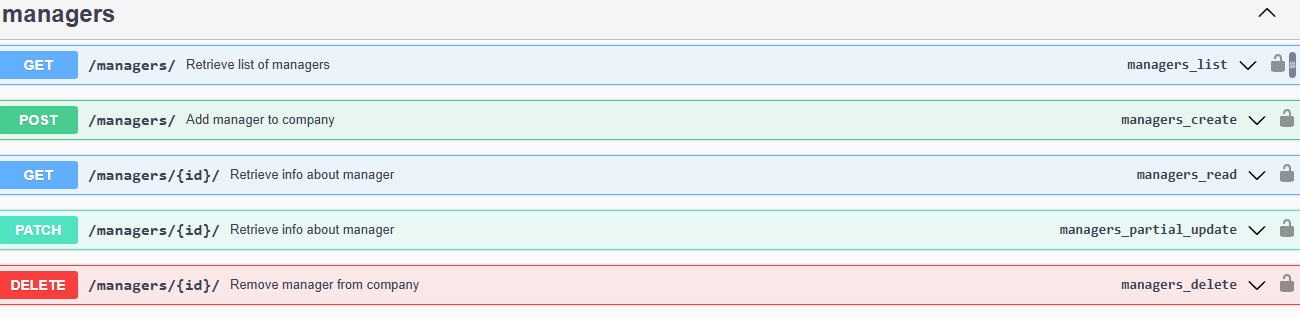 managers
GET /managers/ Retrieve list of managers managers_list
POST /managers/ Add manager to company managers_create
GET /managers/{id}/ Retrieve info about manager managers_read
PATCH /managers/{id}/ Retrieve info about manager managers_partial_update
DELETE /managers/{id}/ Remove manager from company managers_delete